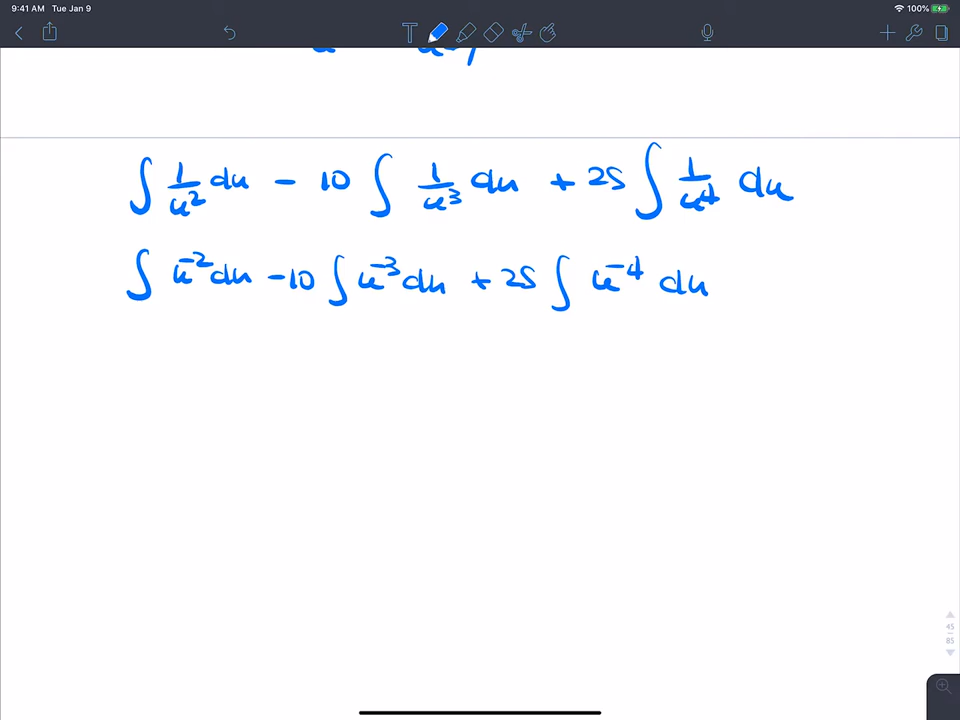 9:41 AM Tue Jan 9 100%
T
∫ 1/u² du − 10 ∫ 1/u³ du + 25 ∫ 1/u⁴ du
∫ u⁻² du − 10 ∫ u⁻³ du + 25 ∫ u⁻⁴ du
45
85